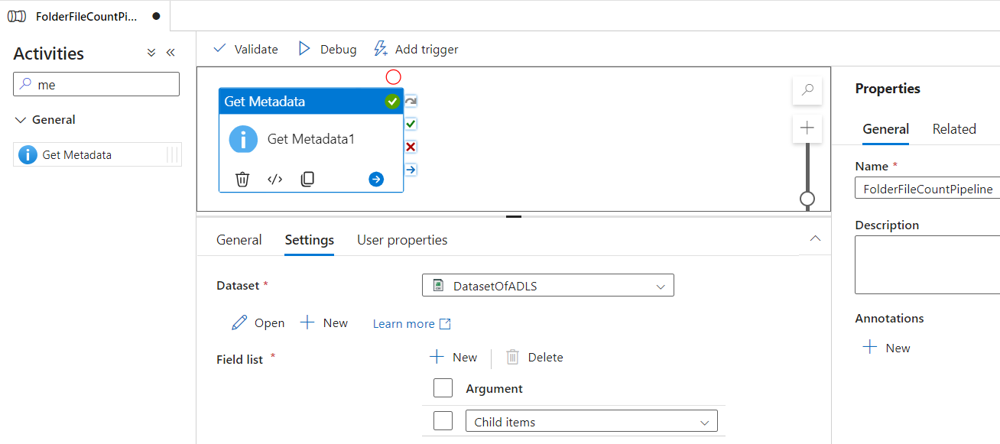 FolderFileCountPi...
Activities
me
General
Get Metadata
Validate
Debug
Add trigger
Get Metadata
Get Metadata1
General
Settings
User properties
Dataset *
DatasetOfADLS
Open
New
Learn more
Field list *
New
Delete
Argument
Child items
Properties
General
Related
Name *
FolderFileCountPipeline
Description
Annotations
New